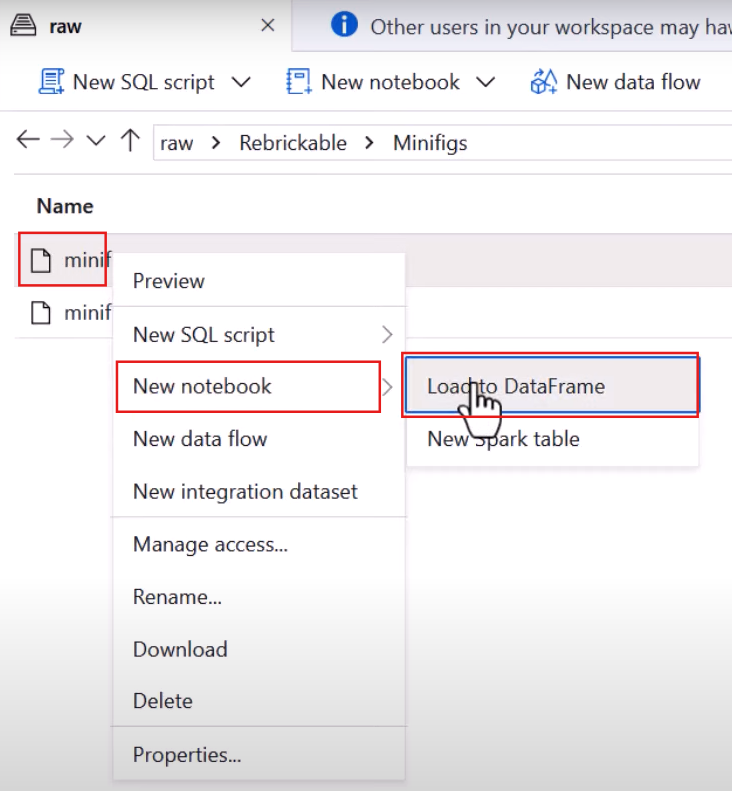 raw
Other users in your workspace may hav
New SQL script New notebook New data flow
raw > Rebrickable > Minifigs
Name
minif
minif
Preview
New SQL script
New notebook
New data flow
New integration dataset
Manage access...
Rename...
Download
Delete
Properties...
Load to DataFrame
New Spark table